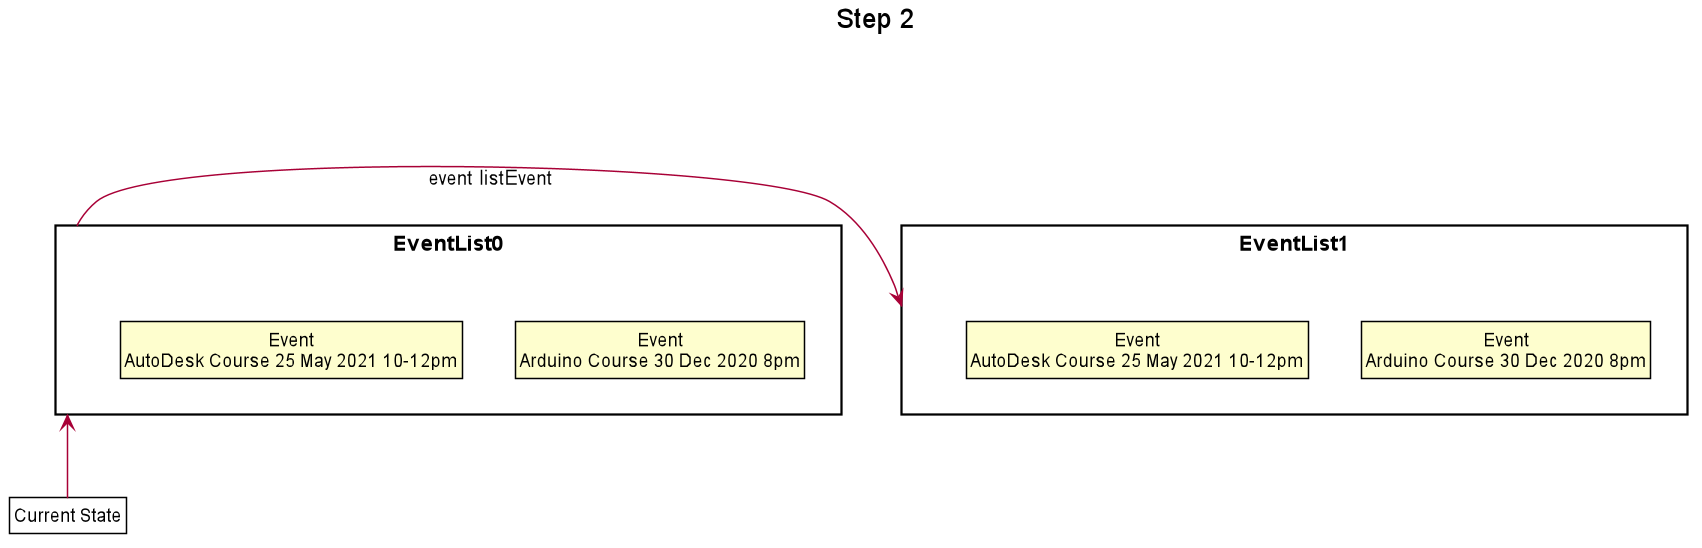 Step 2
event listEvent
EventList0
Event
AutoDesk Course 25 May 2021 10-12pm
Event
Arduino Course 30 Dec 2020 8pm
EventList1
Event
AutoDesk Course 25 May 2021 10-12pm
Event
Arduino Course 30 Dec 2020 8pm
Current State